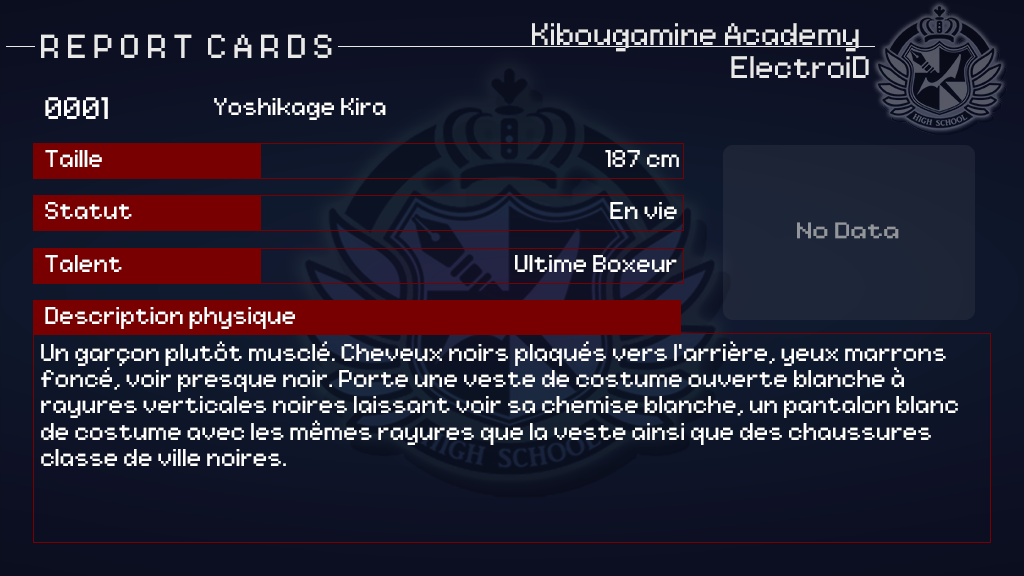 REPORT CARDS
Kibougamine Academy
ElectroiD
HIGH SCHOOL
0001 Yoshikage Kira
Taille 187 cm
Statut En vie
No Data
Talent Ultime Boxeur
Description physique
Un garçon plutôt musclé. Cheveux noirs plaqués vers l'arrière, yeux marrons
foncé, voir presque noir. Porte une veste de costume ouverte blanche à
rayures verticales noires laissant voir sa chemise blanche, un pantalon blanc
de costume avec les mêmes rayures que la veste ainsi que des chaussures
classe de ville noires.
HIGH SCHOOL